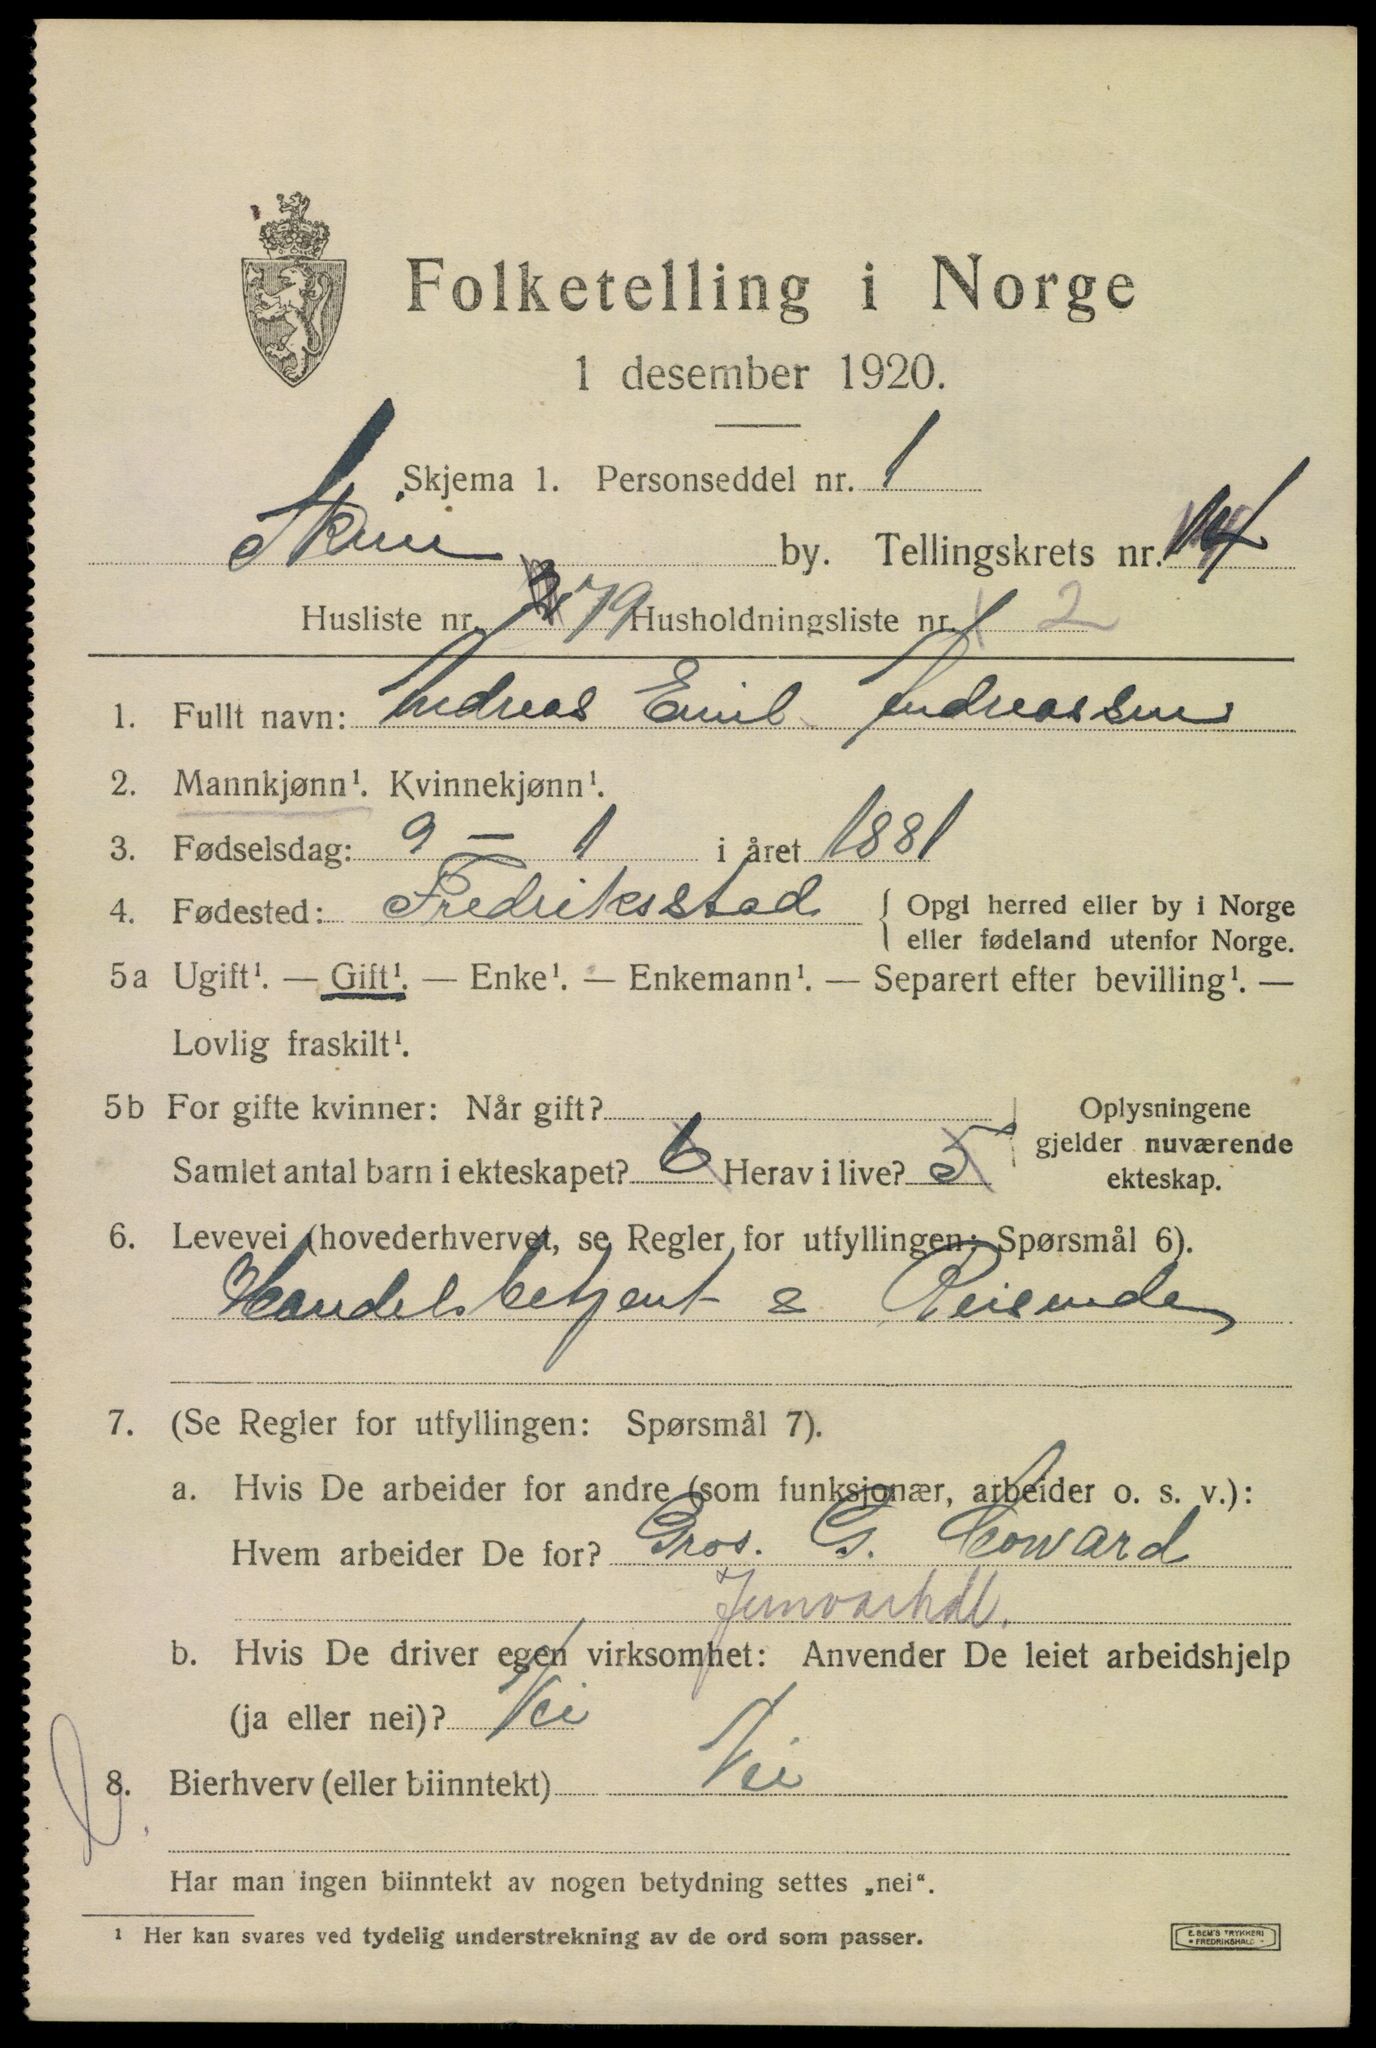 Folketelling i Norge
1 desember 1920.
Skjema 1. Personseddel nr. 1
Skien by. Tellingskrets nr. 14
Husliste nr. 79 Husholdningsliste nr. 1 2
1. Fullt navn: Andreas Emil Andreassen
2. Mannkjønn¹. Kvinnekjønn¹.
3. Fødselsdag: 9 – 1 i året 1881
4. Fødested: Fredriksstad { Opgi herred eller by i Norge
eller fødeland utenfor Norge.
5a Ugift¹. — Gift¹. — Enke¹. — Enkemann¹. — Separert efter bevilling¹. —
Lovlig fraskilt¹.
5b For gifte kvinner: Når gift? Oplysningene
gjelder nuværende
Samlet antal barn i ekteskapet? 6 Herav i live? 5 ekteskap.
6. Levevei (hovederhvervet, se Regler for utfyllingen; Spørsmål 6).
Handelsbetjent & Reisende
7. (Se Regler for utfyllingen: Spørsmål 7).
a. Hvis De arbeider for andre (som funksjonær, arbeider o. s. v.):
Hvem arbeider De for? Gros. G. Coward
Jernvarhdl.
b. Hvis De driver egen virksomhet: Anvender De leiet arbeidshjelp
(ja eller nei)? Nei
8. Bierhverv (eller biinntekt) Nei
Har man ingen biinntekt av nogen betydning settes „nei“.
¹ Her kan svares ved tydelig understrekning av de ord som passer.
E. SEM'S TRYKKERI
* FREDRIKSHALD *